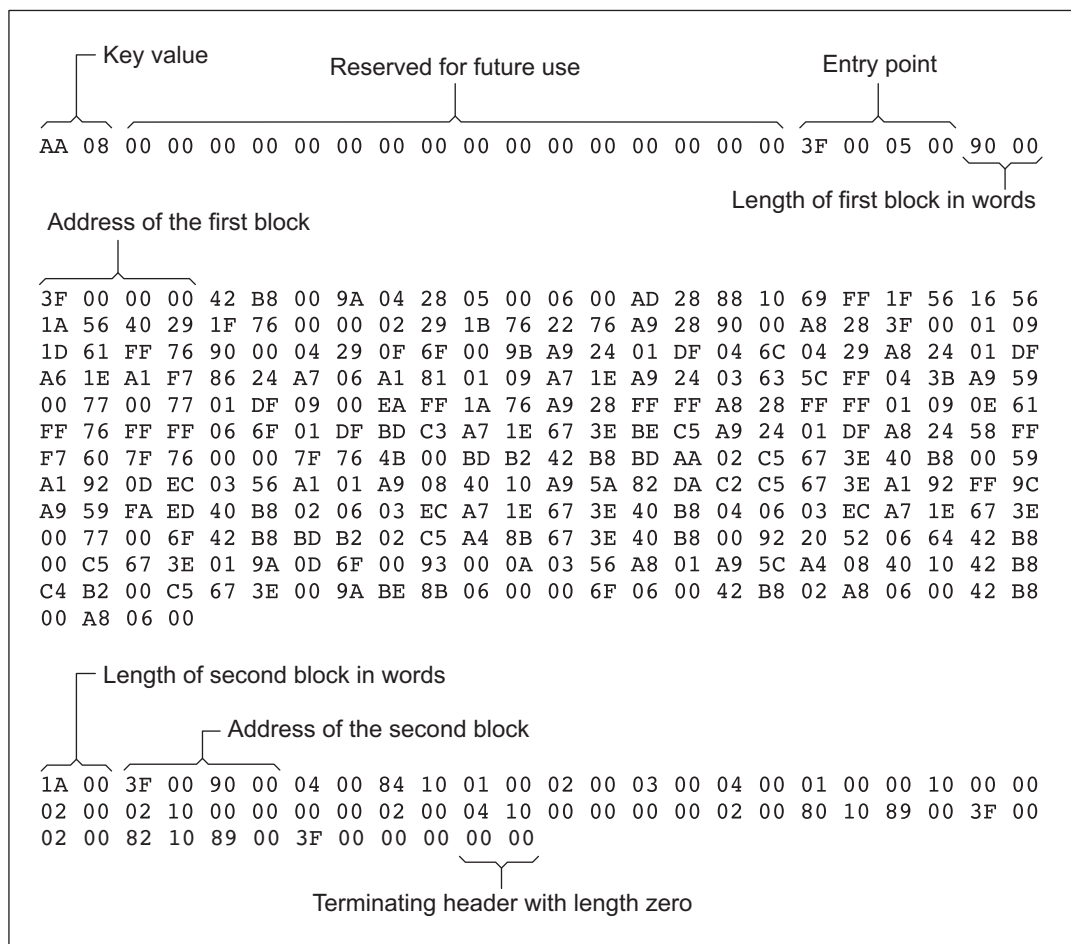 Key value
Reserved for future use
Entry point
AA 08 00 00 00 00 00 00 00 00 00 00 00 00 00 00 00 00 3F 00 05 00 90 00
Length of first block in words
Address of the first block
3F 00 00 00 42 B8 00 9A 04 28 05 00 06 00 AD 28 88 10 69 FF 1F 56 16 56
1A 56 40 29 1F 76 00 00 02 29 1B 76 22 76 A9 28 90 00 A8 28 3F 00 01 09
1D 61 FF 76 90 00 04 29 0F 6F 00 9B A9 24 01 DF 04 6C 04 29 A8 24 01 DF
A6 1E A1 F7 86 24 A7 06 A1 81 01 09 A7 1E A9 24 03 63 5C FF 04 3B A9 59
00 77 00 77 01 DF 09 00 EA FF 1A 76 A9 28 FF FF A8 28 FF FF 01 09 0E 61
FF 76 FF FF 06 6F 01 DF BD C3 A7 1E 67 3E BE C5 A9 24 01 DF A8 24 58 FF
F7 60 7F 76 00 00 7F 76 4B 00 BD B2 42 B8 BD AA 02 C5 67 3E 40 B8 00 59
A1 92 0D EC 03 56 A1 01 A9 08 40 10 A9 5A 82 DA C2 C5 67 3E A1 92 FF 9C
A9 59 FA ED 40 B8 02 06 03 EC A7 1E 67 3E 40 B8 04 06 03 EC A7 1E 67 3E
00 77 00 6F 42 B8 BD B2 02 C5 A4 8B 67 3E 40 B8 00 92 20 52 06 64 42 B8
00 C5 67 3E 01 9A 0D 6F 00 93 00 0A 03 56 A8 01 A9 5C A4 08 40 10 42 B8
C4 B2 00 C5 67 3E 00 9A BE 8B 06 00 00 6F 06 00 42 B8 02 A8 06 00 42 B8
00 A8 06 00
Length of second block in words
Address of the second block
1A 00 3F 00 90 00 04 00 84 10 01 00 02 00 03 00 04 00 01 00 00 10 00 00
02 00 02 10 00 00 00 00 02 00 04 10 00 00 00 00 02 00 80 10 89 00 3F 00
02 00 82 10 89 00 3F 00 00 00 00 00
Terminating header with length zero